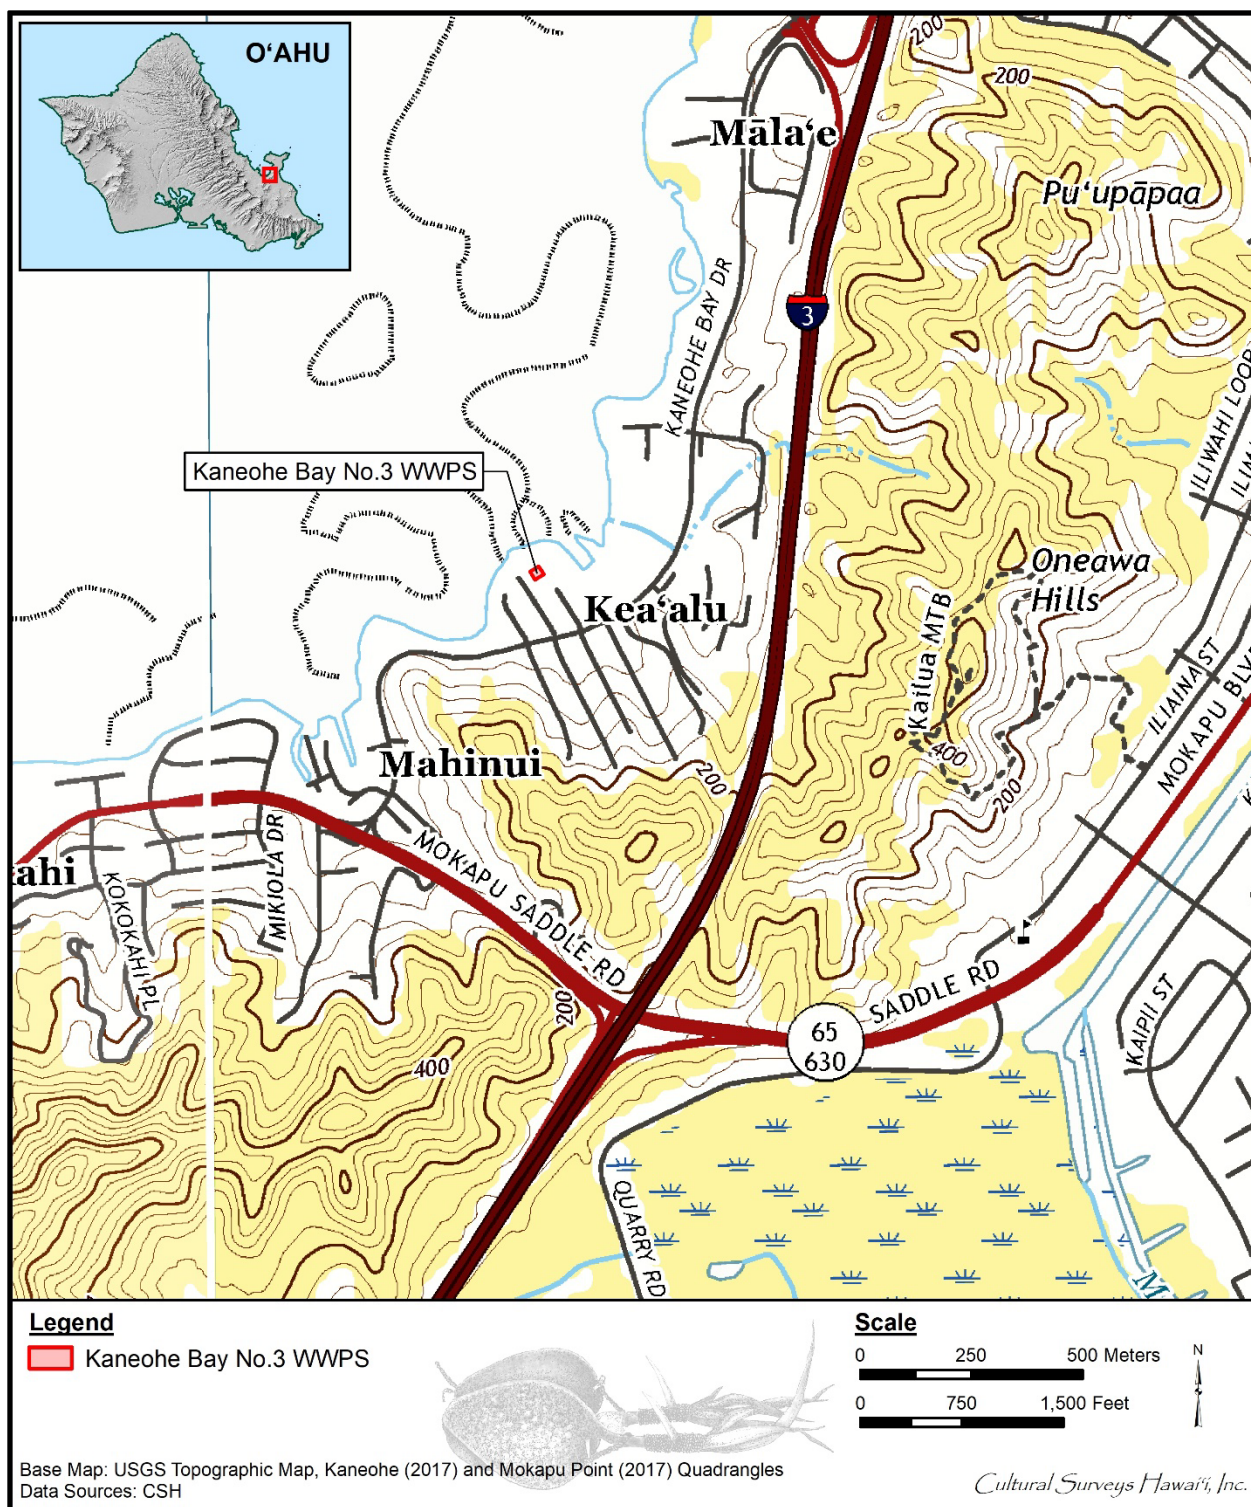 O‘AHU
200
200
Māla‘e
Pu‘upāpaa
KANEOHE BAY DR
3
ILIWAHI LOOP
Kaneohe Bay No.3 WWPS
Oneawa
Hills
Kea‘alu
Kailua MTB
ILIAINA ST
MOKAPU BLV
400
200
200
Mahinui
MIKIOLA DR
MOKAPU SADDLE RD
KOKOKAHI PL
200
SADDLE RD
65
630
KAIPII ST
400
QUARRY RD
M
Legend
Kaneohe Bay No.3 WWPS
Scale
0 250 500 Meters
0 750 1,500 Feet
N
Base Map: USGS Topographic Map, Kaneohe (2017) and Mokapu Point (2017) Quadrangles
Data Sources: CSH
Cultural Surveys Hawai‘i, Inc.